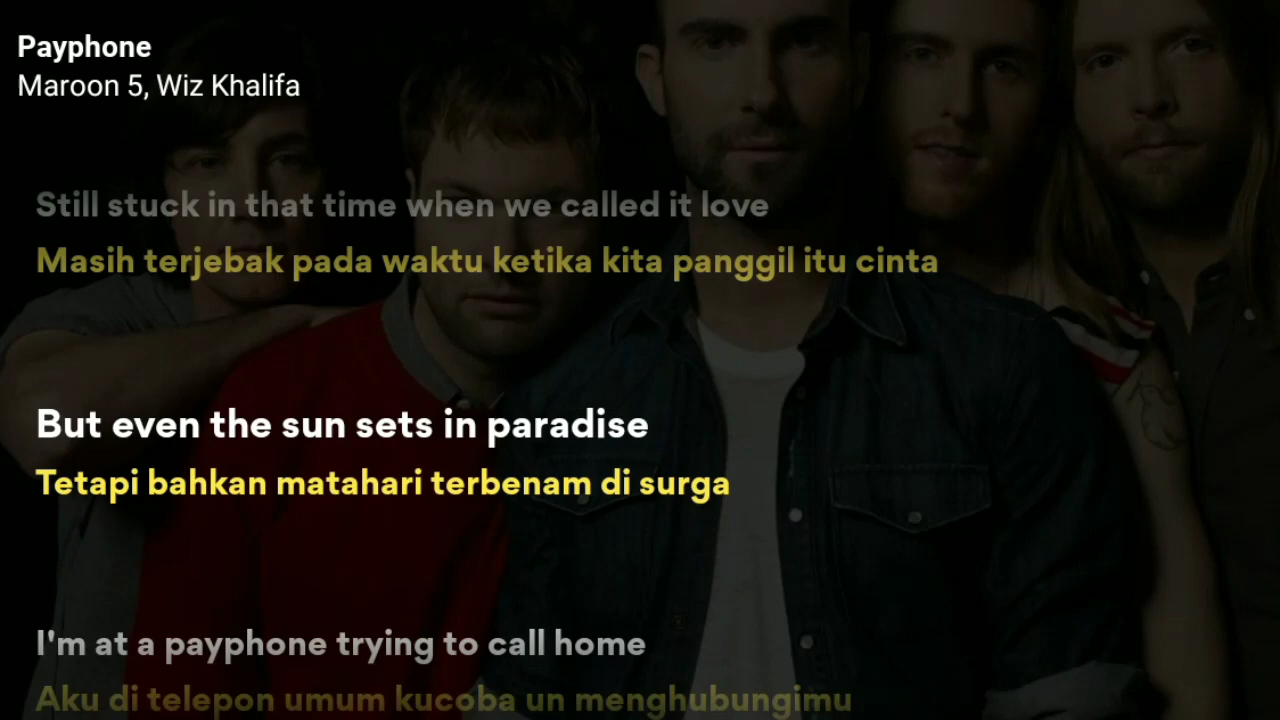 Payphone
Maroon 5, Wiz Khalifa
Still stuck in that time when we called it love
Masih terjebak pada waktu ketika kita panggil itu cinta
But even the sun sets in paradise
Tetapi bahkan matahari terbenam di surga
I'm at a payphone trying to call home
Aku di telepon umum kucoba un menghubungimu